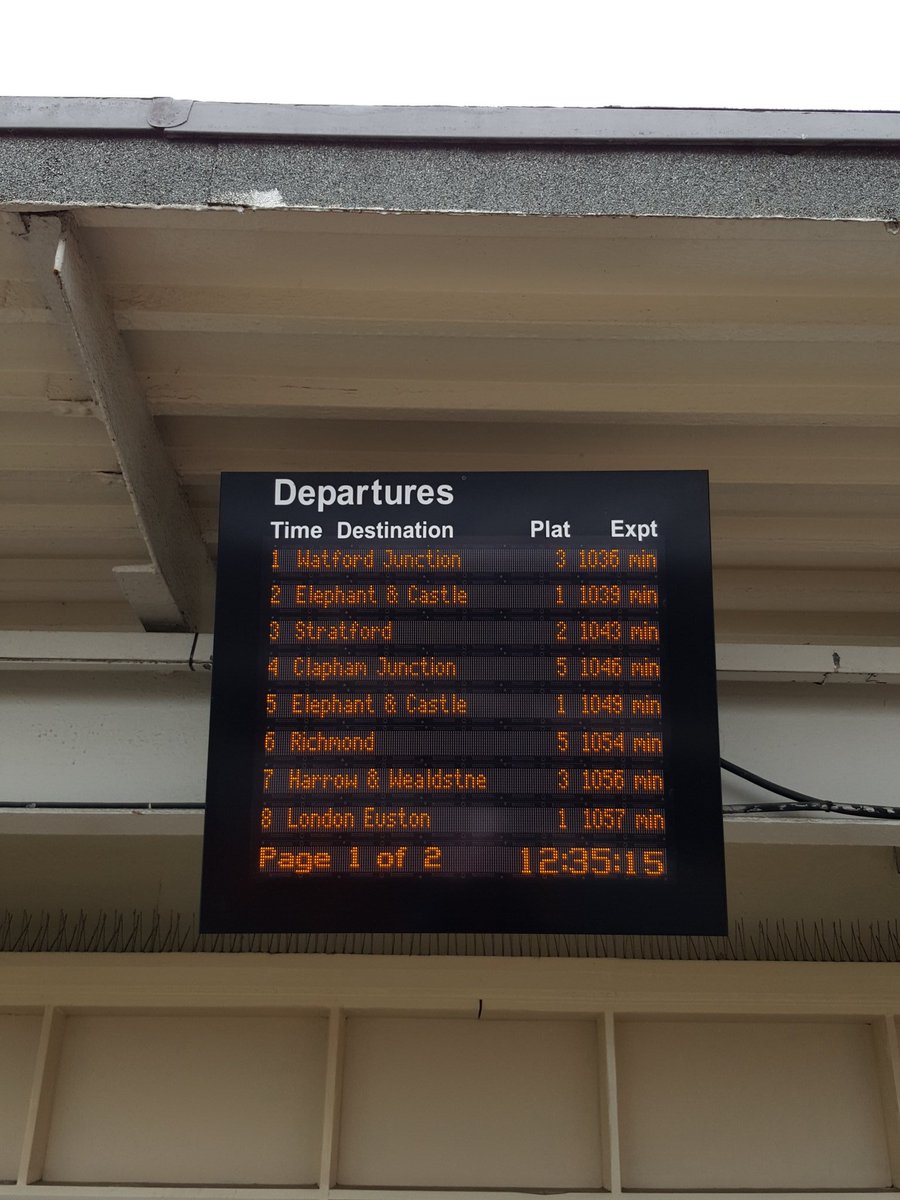 Departures
Time Destination Plat Expt
1 Watford Junction 3 1036 min
2 Elephant & Castle 1 1039 min
3 Stratford 2 1043 min
4 Clapham Junction 5 1046 min
5 Elephant & Castle 1 1049 min
6 Richmond 5 1054 min
7 Harrow & Wealdstne 3 1056 min
8 London Euston 1 1057 min
Page 1 of 2 12:35:15